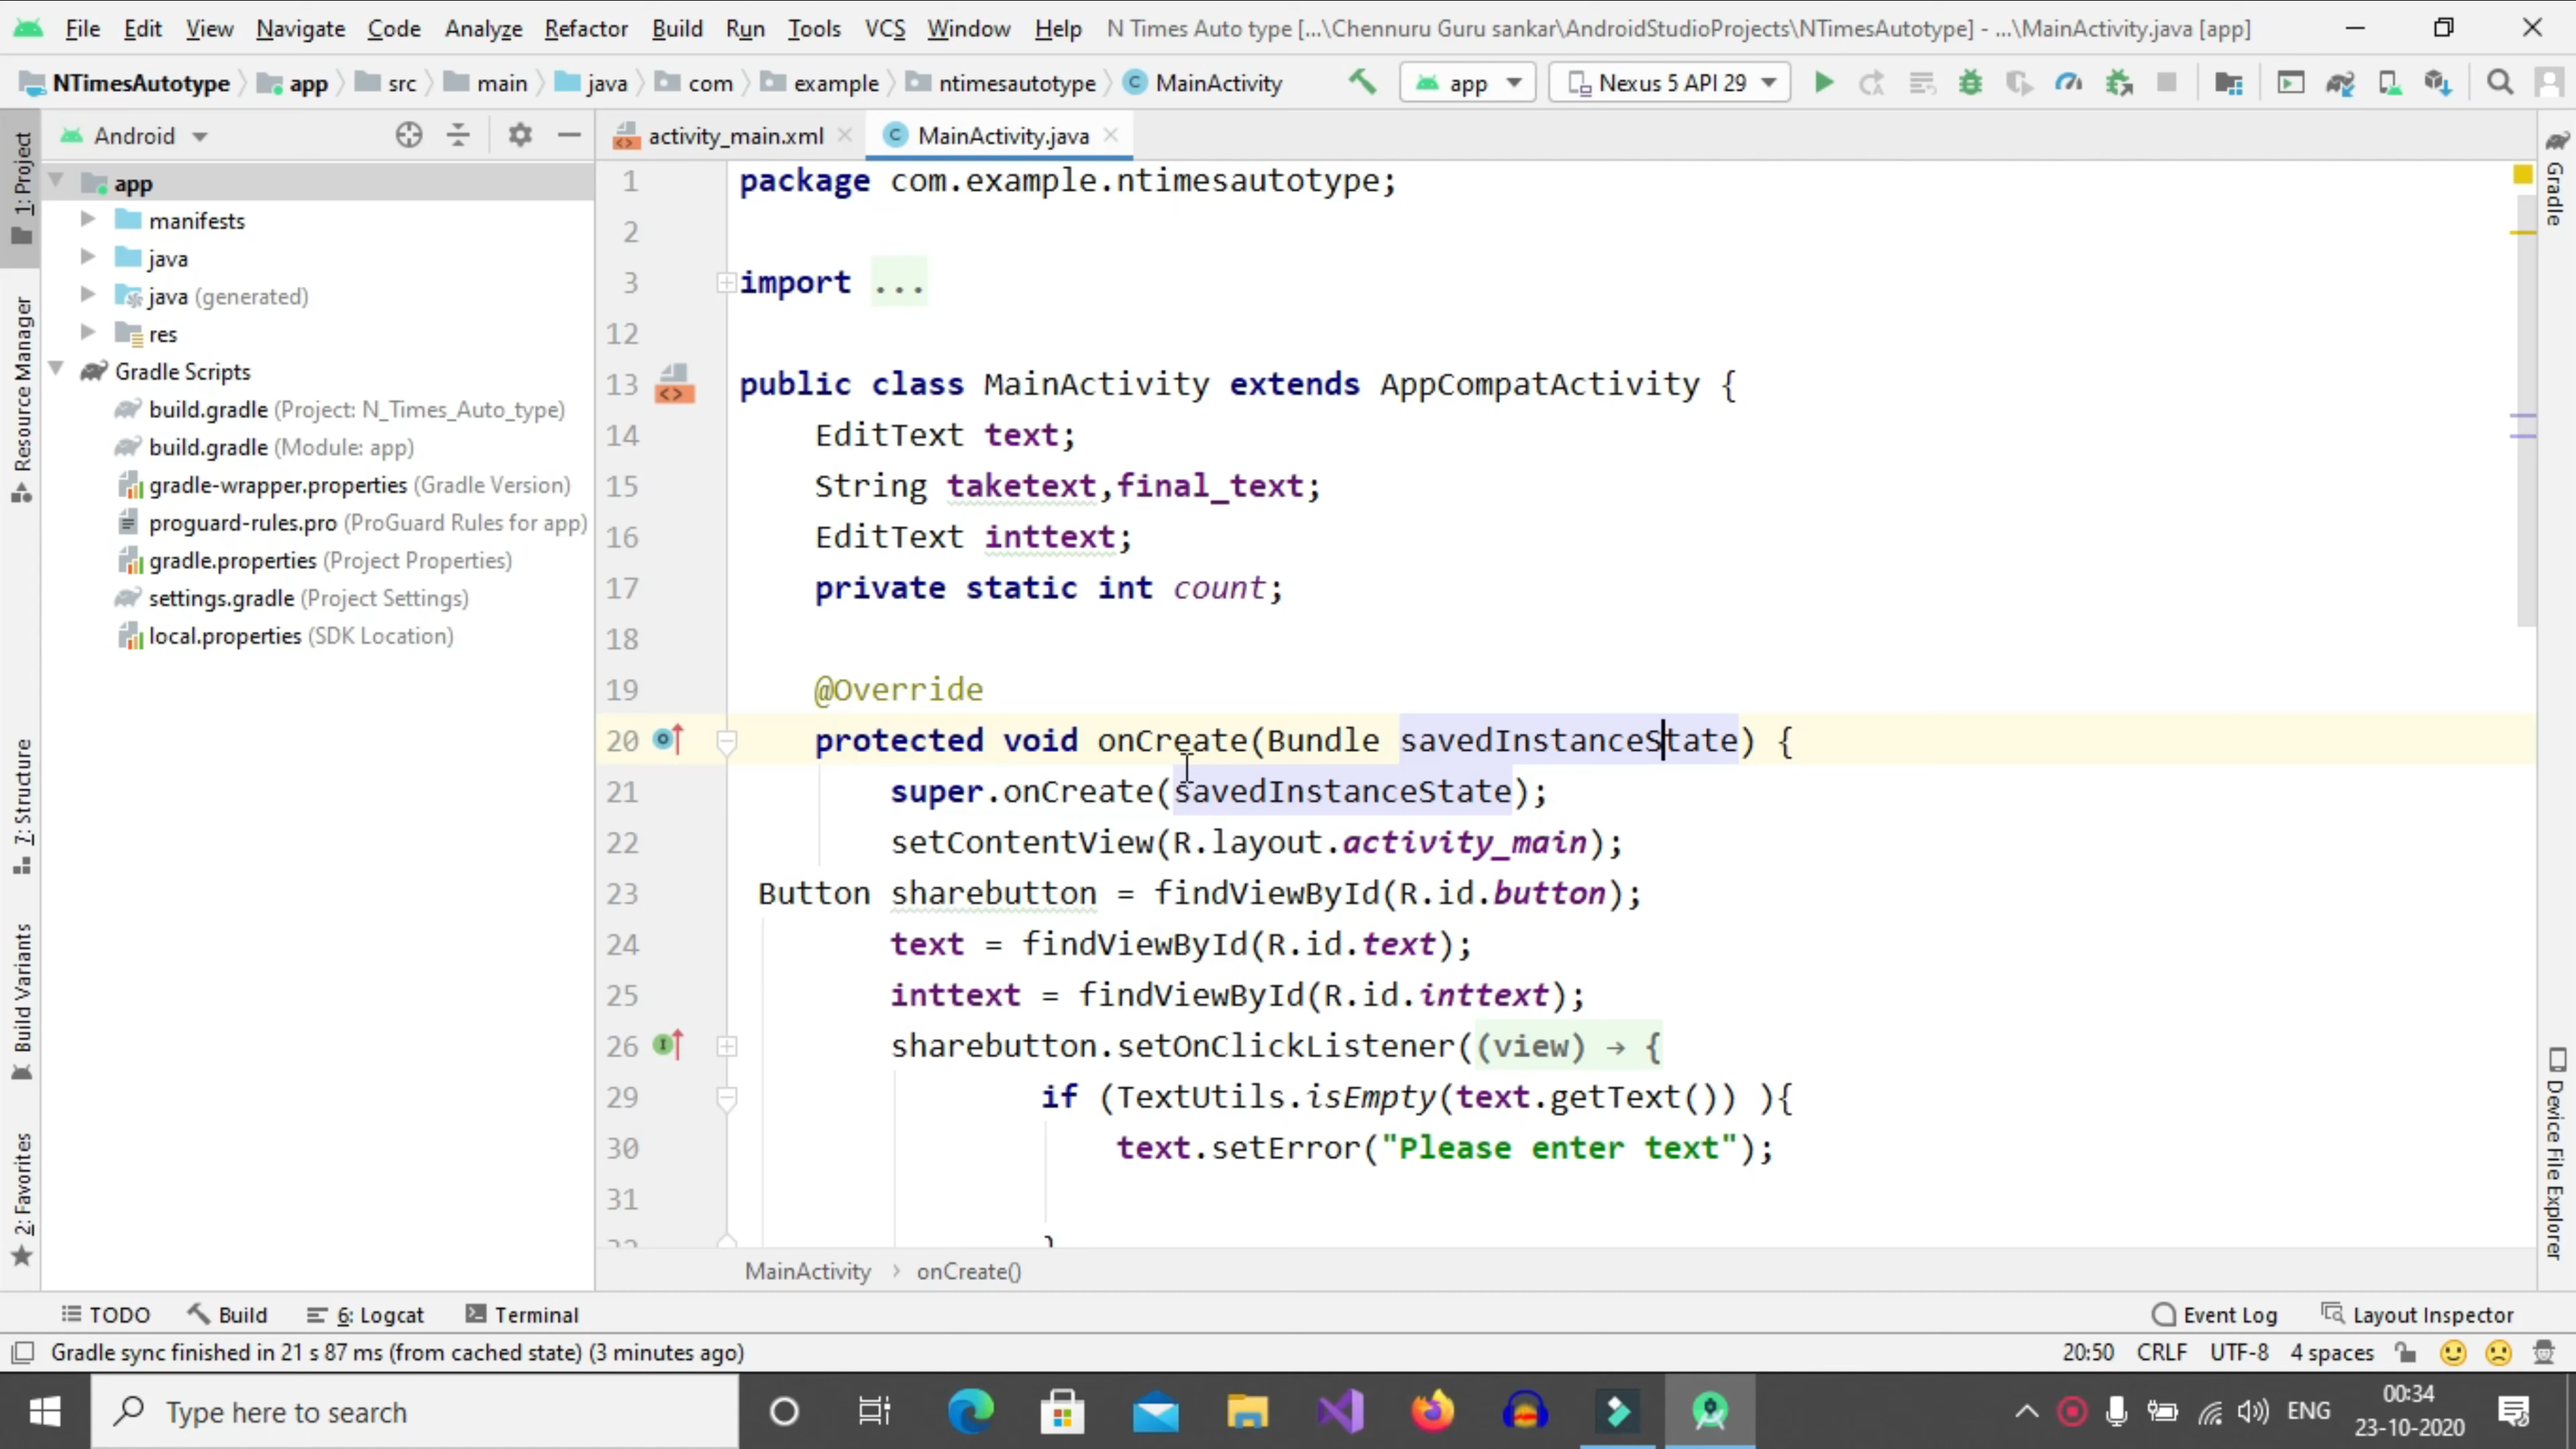 File Edit View Navigate Code Analyze Refactor Build Run Tools VCS Window Help N Times Auto type [...\Chennuru Guru sankar\AndroidStudioProjects\NTimesAutotype] - ...\MainActivity.java [app]
NTimesAutotype app src main java com example ntimesautotype MainActivity app Nexus 5 API 29
Android
activity_main.xml MainActivity.java
1: Project
Resource Manager
7: Structure
Build Variants
2: Favorites
app
manifests
java
java (generated)
res
Gradle Scripts
build.gradle (Project: N_Times_Auto_type)
build.gradle (Module: app)
gradle-wrapper.properties (Gradle Version)
proguard-rules.pro (ProGuard Rules for app)
gradle.properties (Project Properties)
settings.gradle (Project Settings)
local.properties (SDK Location)
1 package com.example.ntimesautotype;
2
3 import ...
12
13 public class MainActivity extends AppCompatActivity {
14 EditText text;
15 String taketext,final_text;
16 EditText inttext;
17 private static int count;
18
19 @Override
20 protected void onCreate(Bundle savedInstanceState) {
21 super.onCreate(savedInstanceState);
22 setContentView(R.layout.activity_main);
23 Button sharebutton = findViewById(R.id.button);
24 text = findViewById(R.id.text);
25 inttext = findViewById(R.id.inttext);
26 sharebutton.setOnClickListener((view) → {
29 if (TextUtils.isEmpty(text.getText()) ){
30 text.setError("Please enter text");
31
32 }
Gradle
Device File Explorer
MainActivity › onCreate()
TODO Build 6: Logcat Terminal Event Log Layout Inspector
Gradle sync finished in 21 s 87 ms (from cached state) (3 minutes ago) 20:50 CRLF UTF-8 4 spaces
Type here to search ENG 00:34
23-10-2020